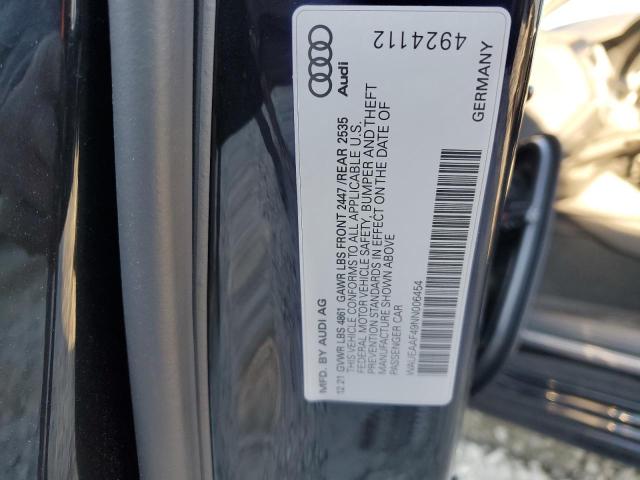 4924112
Audi
GERMANY
MFD. BY AUDI AG
12.21 GVWR LBS 4861 GAWR LBS FRONT 2447/REAR 2535
THIS VEHICLE CONFORMS TO ALL APPLICABLE U.S.
FEDERAL MOTOR VEHICLE SAFETY, BUMPER AND THEFT
PREVENTION STANDARDS IN EFFECT ON THE DATE OF
MANUFACTURE SHOWN ABOVE
PASSENGER CAR
WAUEAAF49NN006454